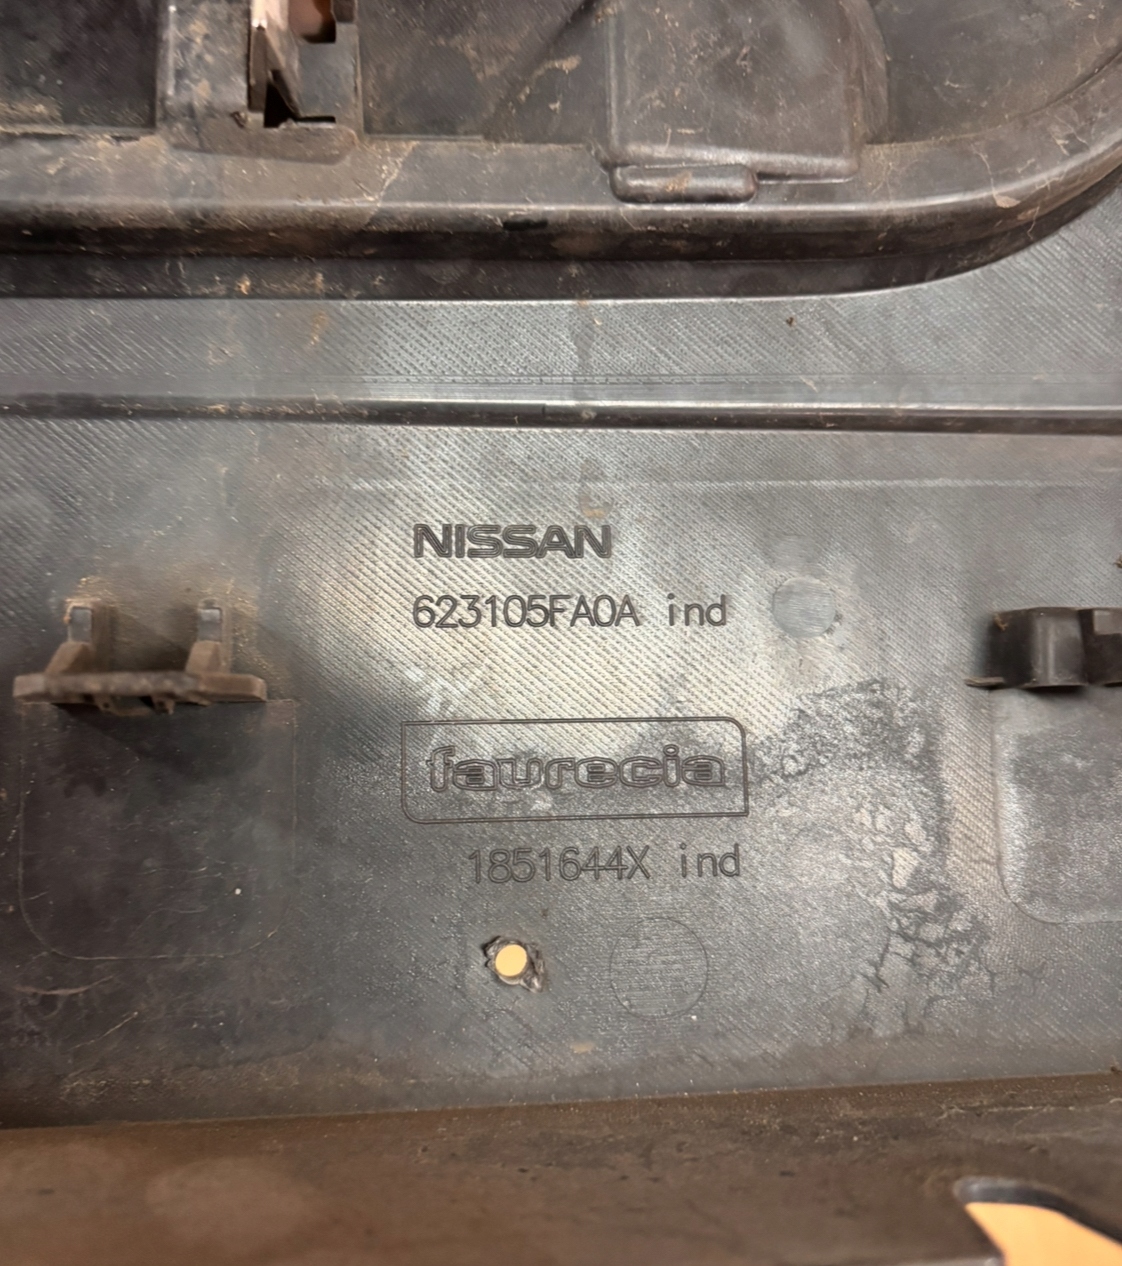 NISSAN
623105FA0A ind
faurecia
1851644X ind